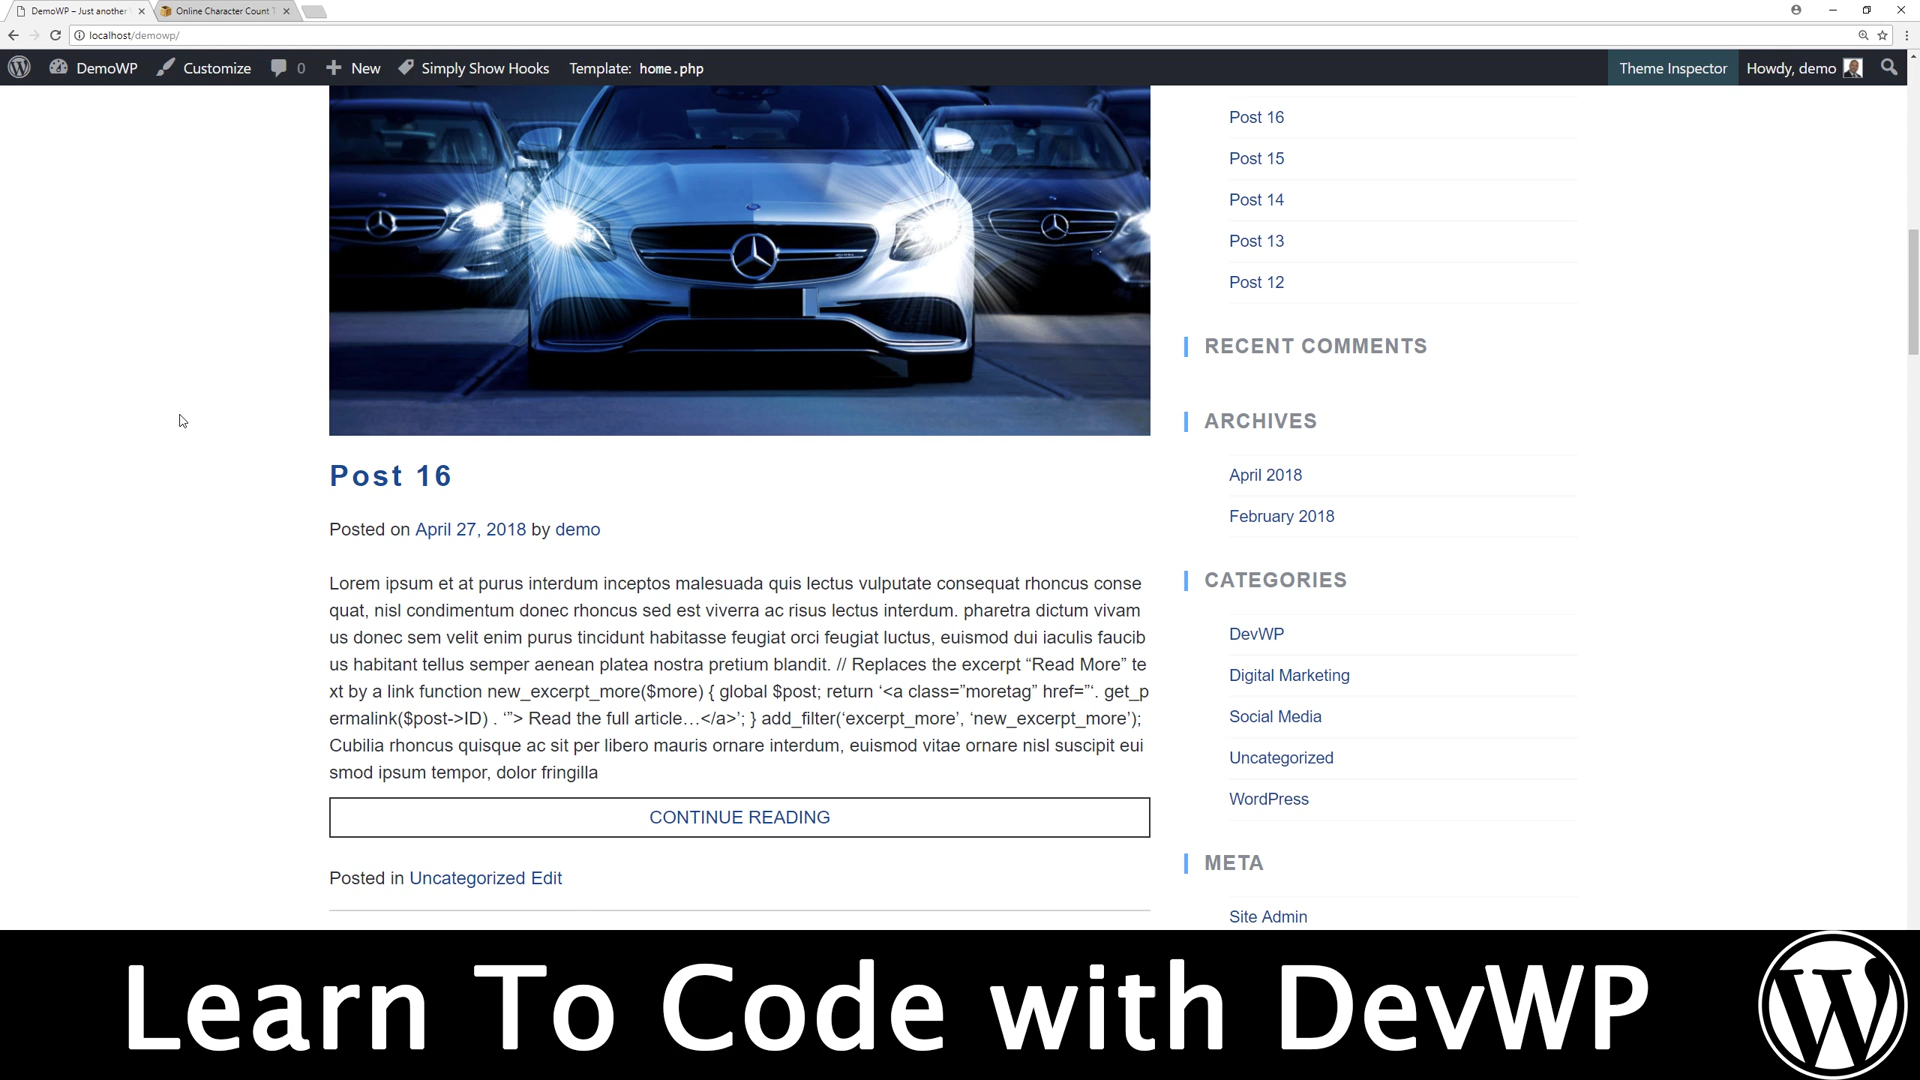 DemoWP – Just another
Online Character Count T
localhost/demowp/
DemoWP Customize 0 New Simply Show Hooks Template: home.php Theme Inspector Howdy, demo
Post 16
Posted on April 27, 2018 by demo
Lorem ipsum et at purus interdum inceptos malesuada quis lectus vulputate consequat rhoncus conse
quat, nisl condimentum donec rhoncus sed est viverra ac risus lectus interdum. pharetra dictum vivam
us donec sem velit enim purus tincidunt habitasse feugiat orci feugiat luctus, euismod dui iaculis faucib
us habitant tellus semper aenean platea nostra pretium blandit. // Replaces the excerpt “Read More” te
xt by a link function new_excerpt_more($more) { global $post; return ‘<a class=”moretag” href=”‘. get_p
ermalink($post->ID) . ‘”> Read the full article…</a>’; } add_filter(‘excerpt_more’, ‘new_excerpt_more’);
Cubilia rhoncus quisque ac sit per libero mauris ornare interdum, euismod vitae ornare nisl suscipit eui
smod ipsum tempor, dolor fringilla
CONTINUE READING
Posted in Uncategorized Edit
Post 16
Post 15
Post 14
Post 13
Post 12
RECENT COMMENTS
ARCHIVES
April 2018
February 2018
CATEGORIES
DevWP
Digital Marketing
Social Media
Uncategorized
WordPress
META
Site Admin
Learn To Code with DevWP